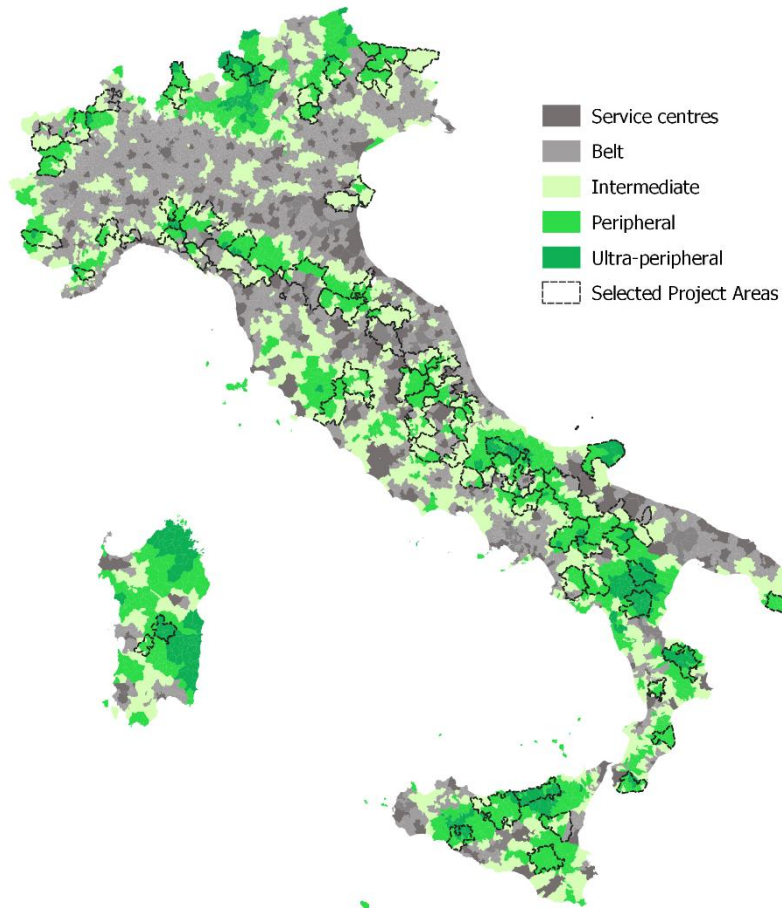 Service centres
Belt
Intermediate
Peripheral
Ultra-peripheral
Selected Project Areas